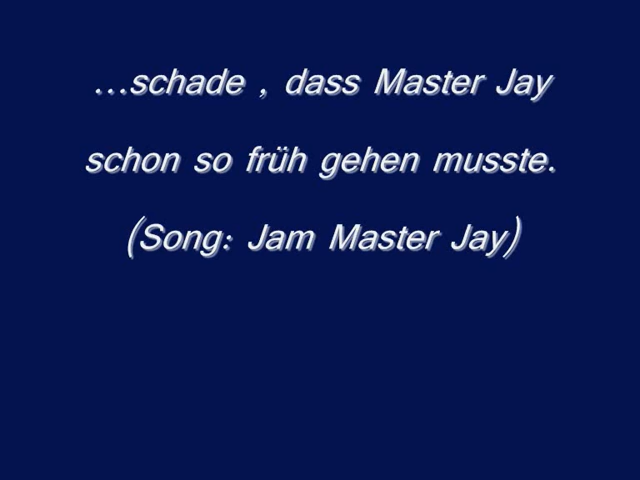 ...schade , dass Master Jay
schon so früh gehen musste.
(Song: Jam Master Jay)